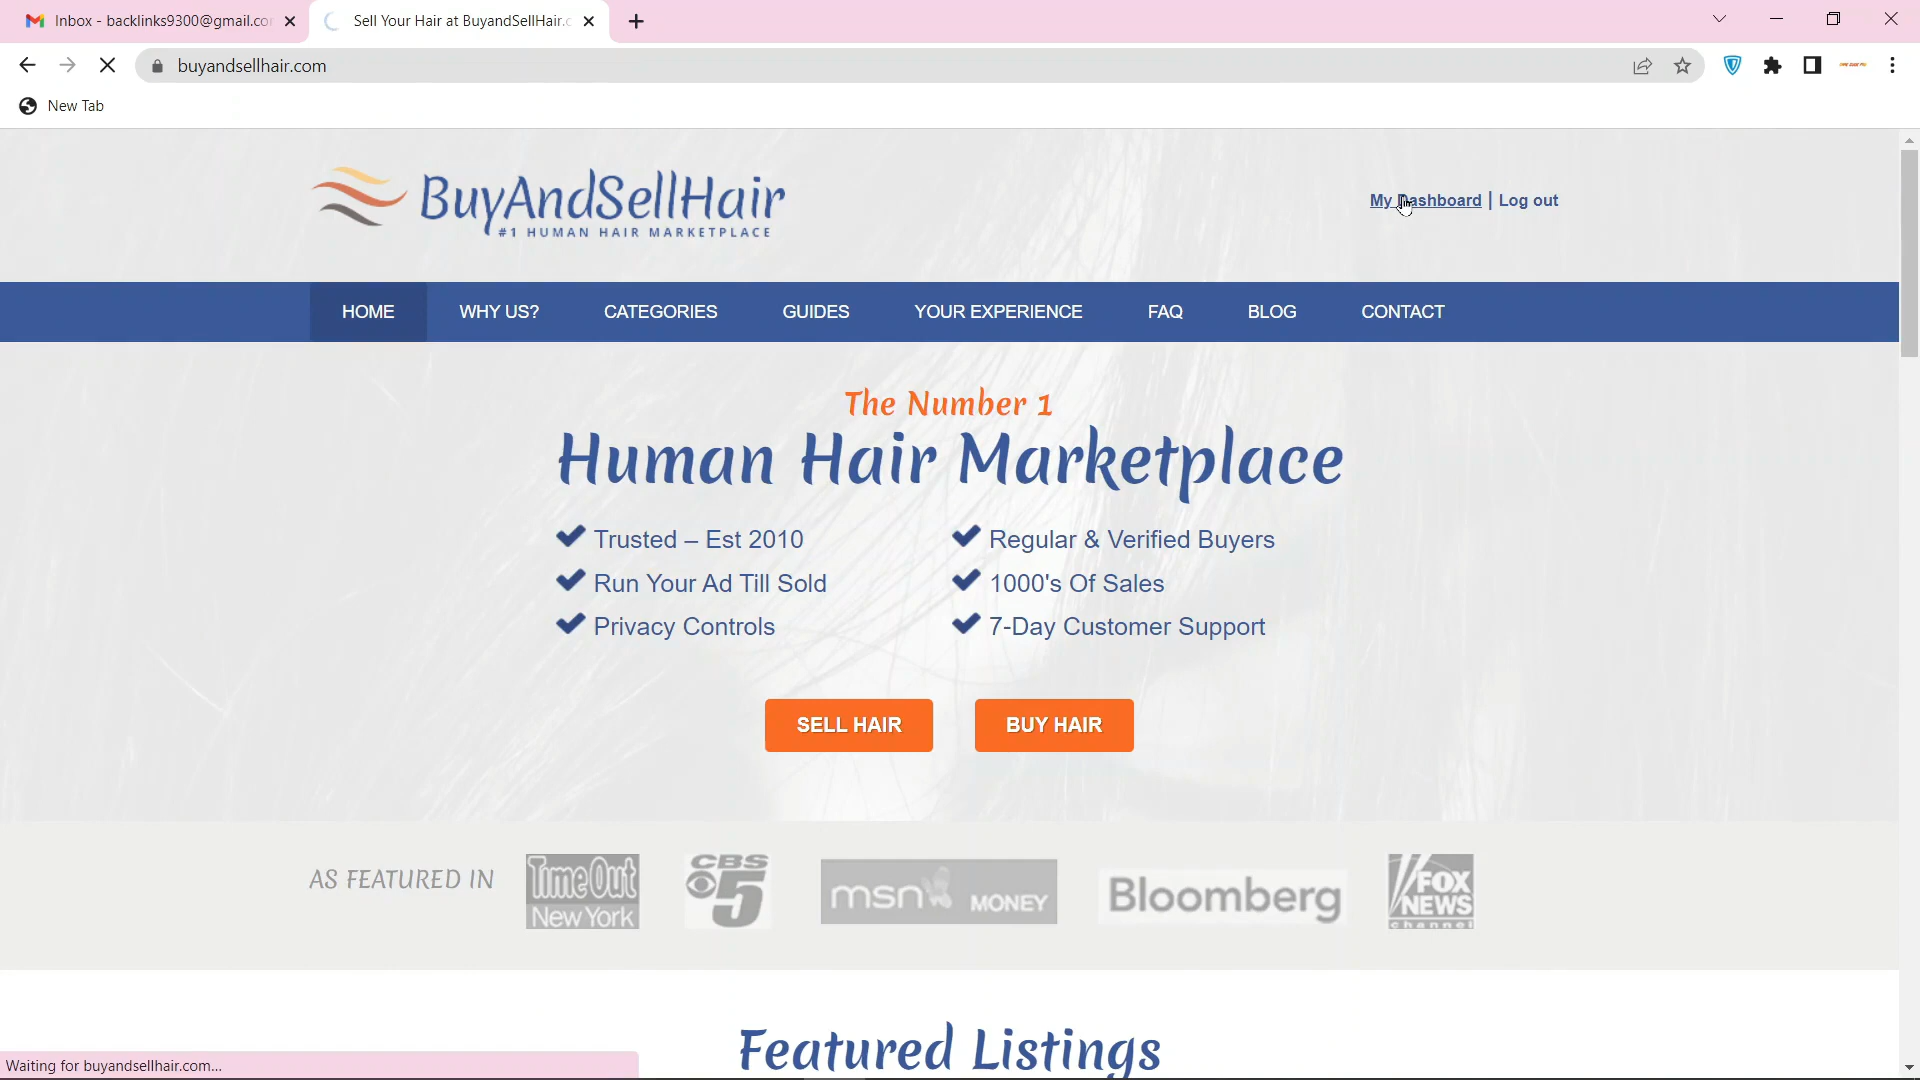 Inbox - backlinks9300@gmail.co
Sell Your Hair at BuyandSellHair.c
buyandsellhair.com
New Tab
BuyAndSellHair
#1 HUMAN HAIR MARKETPLACE
My Dashboard | Log out
HOME WHY US? CATEGORIES GUIDES YOUR EXPERIENCE FAQ BLOG CONTACT
The Number 1
Human Hair Marketplace
Trusted – Est 2010
Regular & Verified Buyers
Run Your Ad Till Sold
1000's Of Sales
Privacy Controls
7-Day Customer Support
SELL HAIR BUY HAIR
AS FEATURED IN
TimeOut
New York
CBS
5
msn MONEY
Bloomberg
FOX
NEWS
channel
Featured Listings
Waiting for buyandsellhair.com...